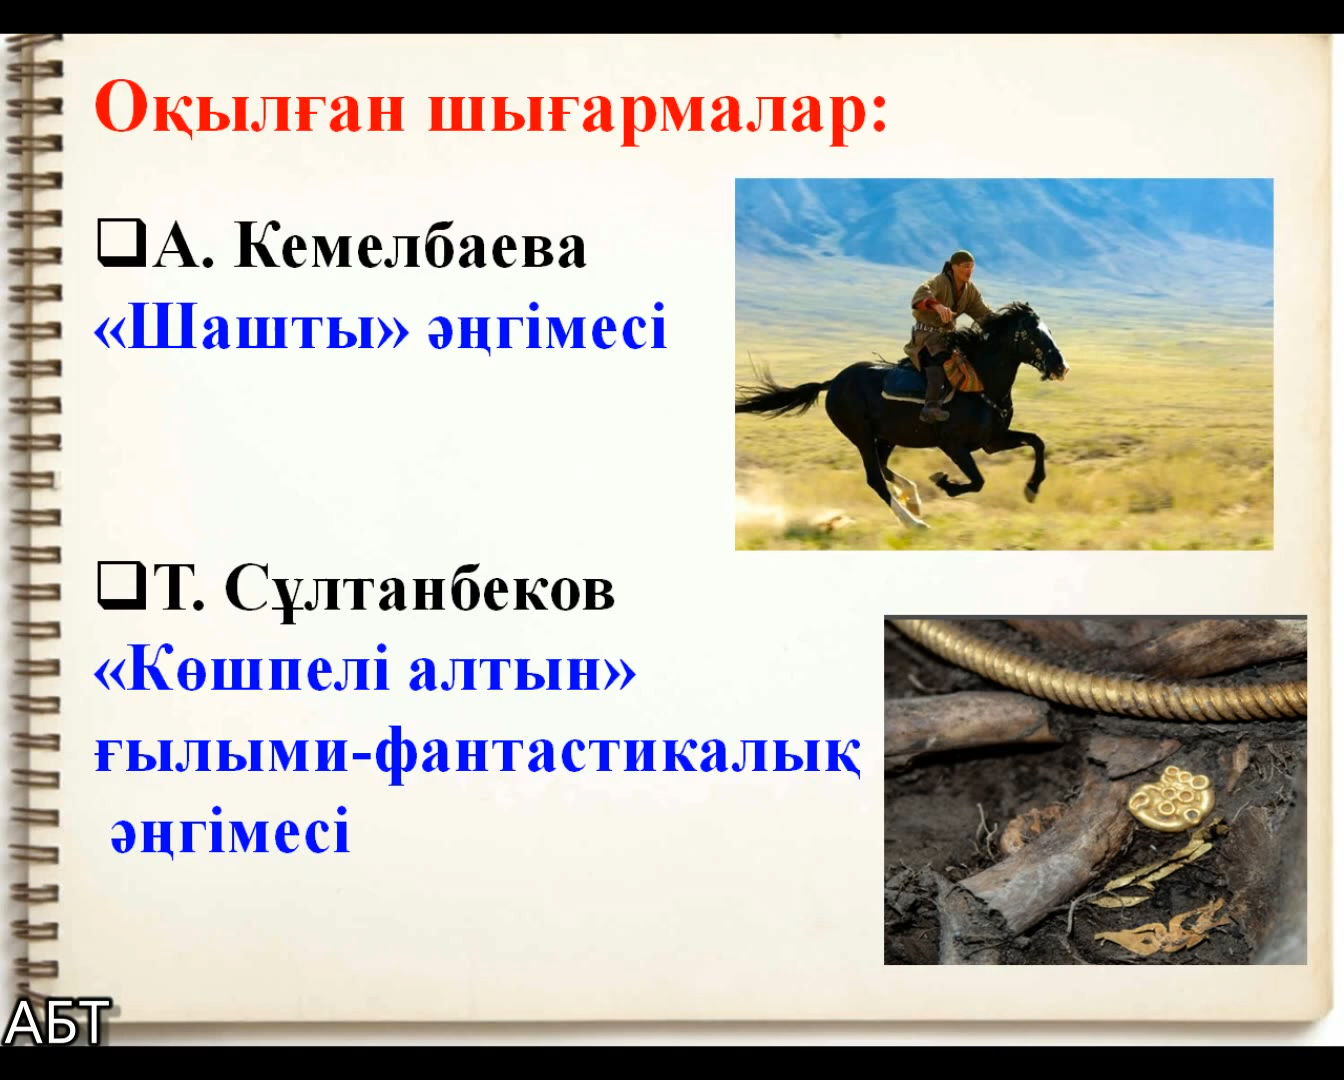 Оқылған шығармалар:
А. Кемелбаева
«Шашты» әңгімесі
Т. Сұлтанбеков
«Көшпелі алтын»
ғылыми-фантастикалық
әңгімесі
АБТ